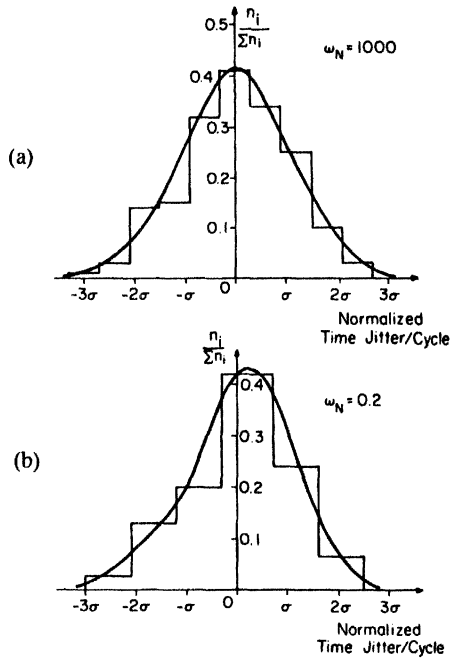 (a)
n_i
Σn_i
ω_N = 1000
0.5
0.4
0.3
0.2
0.1
-3σ -2σ -σ 0 σ 2σ 3σ
Normalized
Time Jitter/Cycle
(b)
n_i
Σn_i
ω_N = 0.2
0.4
0.3
0.2
0.1
-3σ -2σ -σ 0 σ 2σ 3σ
Normalized
Time Jitter/Cycle